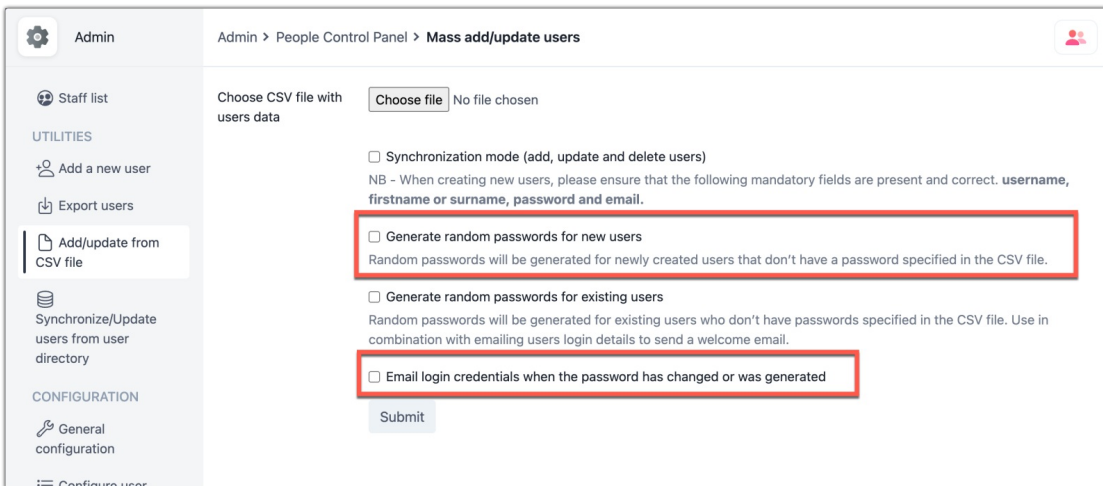 Admin
Admin > People Control Panel > Mass add/update users
Staff list
UTILITIES
Add a new user
Export users
Add/update from
CSV file
Synchronize/Update
users from user
directory
CONFIGURATION
General
configuration
Configure user
Choose CSV file with
users data
Choose file No file chosen
Synchronization mode (add, update and delete users)
NB - When creating new users, please ensure that the following mandatory fields are present and correct. username,
firstname or surname, password and email.
Generate random passwords for new users
Random passwords will be generated for newly created users that don't have a password specified in the CSV file.
Generate random passwords for existing users
Random passwords will be generated for existing users who don't have passwords specified in the CSV file. Use in
combination with emailing users login details to send a welcome email.
Email login credentials when the password has changed or was generated
Submit